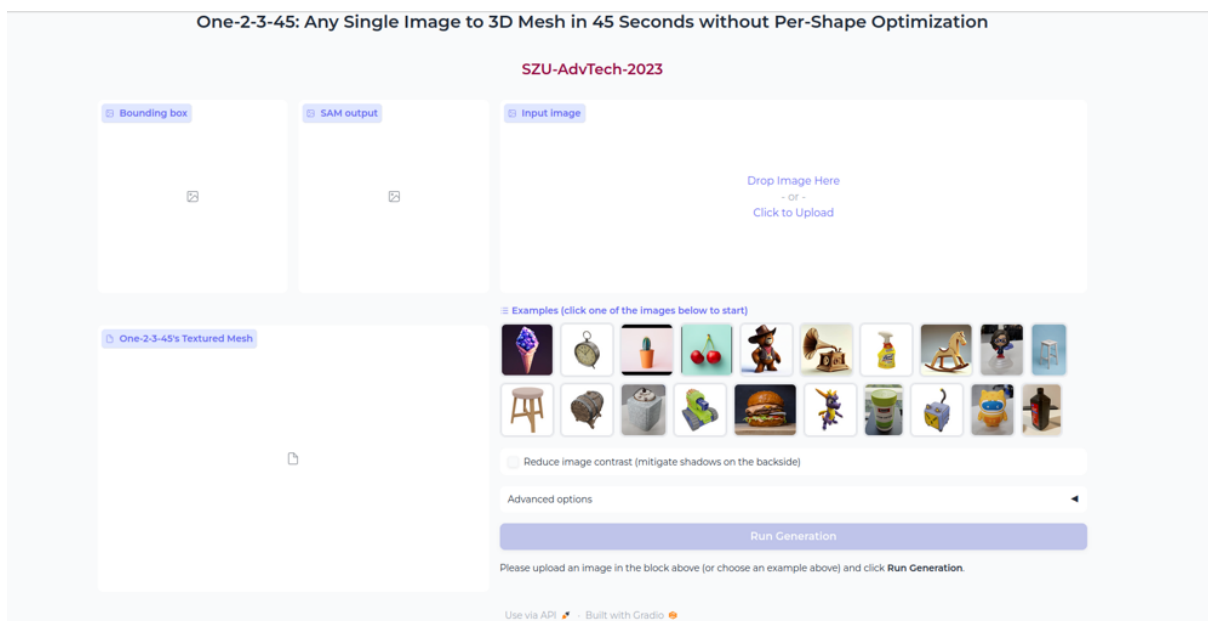 One-2-3-45: Any Single Image to 3D Mesh in 45 Seconds without Per-Shape Optimization
SZU-AdvTech-2023
Bounding box
SAM output
Input image
Drop Image Here
- or -
Click to Upload
Examples (click one of the images below to start)
One-2-3-45's Textured Mesh
Reduce image contrast (mitigate shadows on the backside)
Advanced options
Run Generation
Please upload an image in the block above (or choose an example above) and click Run Generation.
Use via API · Built with Gradio